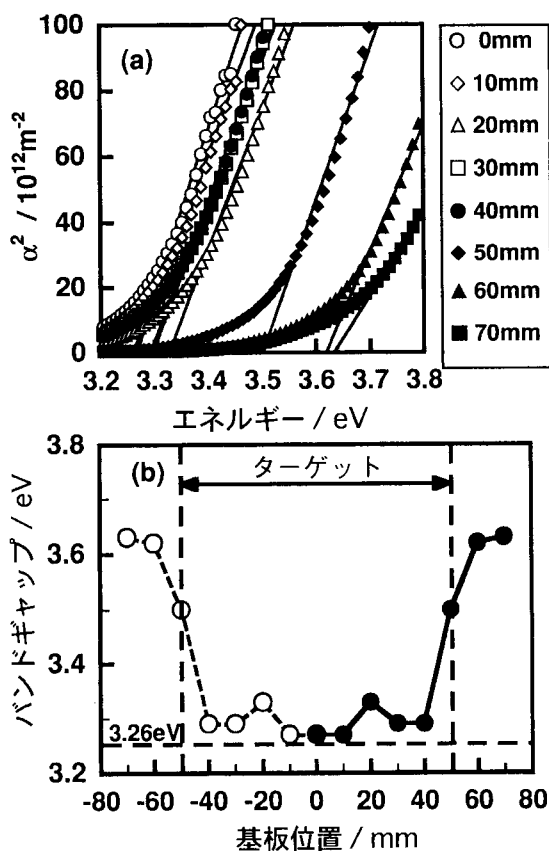 (a)
α² / 10¹²m⁻²
100
80
60
40
20
0
3.2 3.3 3.4 3.5 3.6 3.7 3.8
エネルギー / eV
0mm
10mm
20mm
30mm
40mm
50mm
60mm
70mm
(b)
ターゲット
バンドギャップ / eV
3.8
3.6
3.4
3.2
3.26eV
-80 -60 -40 -20 0 20 40 60 80
基板位置 / mm